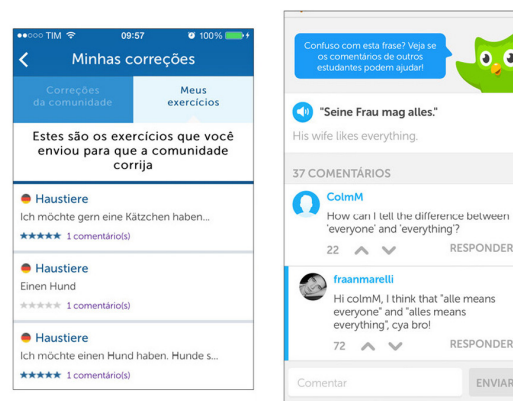 TIM 09:57 100%
Minhas correções
Correções
da comunidade
Meus
exercícios
Estes são os exercícios que você
enviou para que a comunidade
corrija
Haustiere
Ich möchte gern eine Kätzchen haben...
1 comentário(s)
Haustiere
Einen Hund
1 comentário(s)
Haustiere
Ich möchte einen Hund haben. Hunde s...
1 comentário(s)
Confuso com esta frase? Veja se
os comentários de outros
estudantes podem ajudar!
"Seine Frau mag alles."
His wife likes everything.
37 COMENTÁRIOS
ColmM
How can I tell the difference between
'everyone' and 'everything'?
22 RESPONDER
fraanmarelli
Hi colmM, I think that "alle means
everyone" and "alles means
everything", cya bro!
72 RESPONDER
Comentar ENVIAR